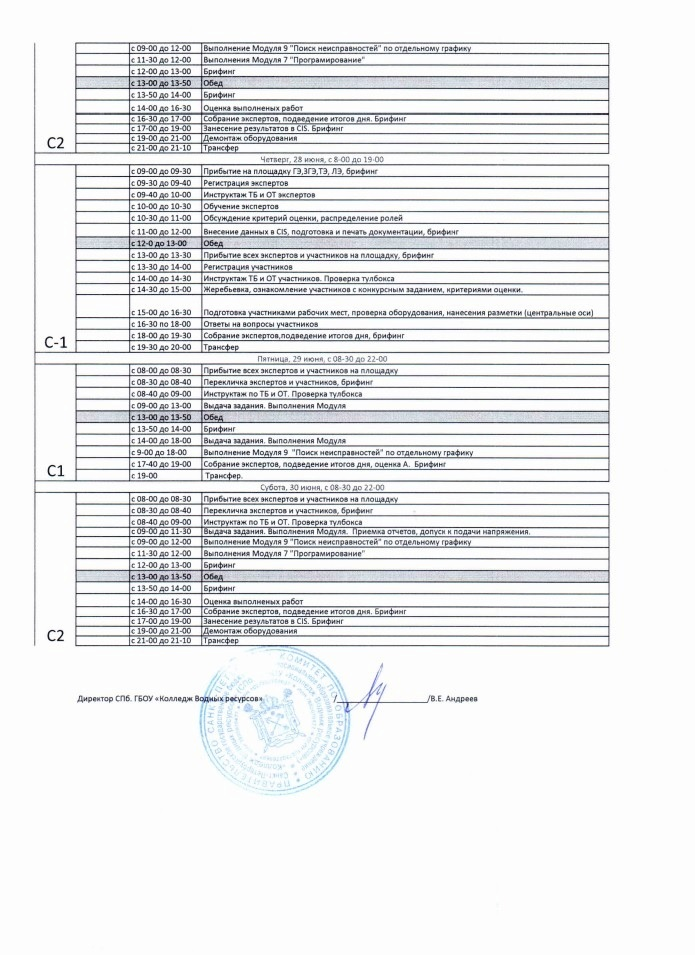 с 09-00 до 12-00 Выполнение Модуля 9 "Поиск неисправностей" по отдельному графику
с 11-30 до 12-00 Выполнения Модуля 7 "Програмирование"
с 12-00 до 13-00 Брифинг
с 13-00 до 13-50 Обед
с 13-50 до 14-00 Брифинг
с 14-00 до 16-30 Оценка выполненых работ
с 16-30 до 17-00 Собрание экспертов, подведение итогов дня. Брифинг
с 17-00 до 19-00 Занесение результатов в CIS. Брифинг
с 19-00 до 21-00 Демонтаж оборудования
С2 с 21-00 до 21-10 Трансфер
Четверг, 28 июня, с 8-00 до 19-00
с 09-00 до 09-30 Прибытие на площадку ГЭ,ЗГЭ,ТЭ, ЛЭ, брифинг
с 09-30 до 09-40 Регистрация экспертов
с 09-40 до 10-00 Инструктаж ТБ и ОТ экспертов
с 10-00 до 10-30 Обучение экспертов
с 10-30 до 11-00 Обсуждение критерий оценки, распределение ролей
с 11-00 до 12-00 Внесение данных в CIS, подготовка и печать документации, брифинг
с 12-0 до 13-00 Обед
с 13-00 до 13-30 Прибытие всех экспертов и участников на площадку, брифинг
с 13-30 до 14-00 Регистрация участников
с 14-00 до 14-30 Инструктаж ТБ и ОТ участников. Проверка тулбокса
с 14-30 до 15-00 Жеребьевка, ознакомление участников с конкурсным заданием, критериями оценки.
с 15-00 до 16-30 Подготовка участниками рабочих мест, проверка оборудования, нанесения разметки (центральные оси)
с 16-30 по 18-00 Ответы на вопросы участников
с 18-00 до 19-30 Собрание экспертов,подведение итогов дня, брифинг
С-1 с 19-30 до 20-00 Трансфер
Пятница, 29 июня, с 08-30 до 22-00
с 08-00 до 08-30 Прибытие всех экспертов и участников на площадку
с 08-30 до 08-40 Перекличка экспертов и участников, брифинг
с 08-40 до 09-00 Инструктаж по ТБ и ОТ. Проверка тулбокса
с 09-00 до 13-00 Выдача задания. Выполнения Модуля
с 13-00 до 13-50 Обед
с 13-50 до 14-00 Брифинг
с 14-00 до 18-00 Выдача задания. Выполнения Модуля
с 9-00 до 18-00 Выполнение Модуля 9 "Поиск неисправностей" по отдельному графику
с 17-40 до 19-00 Собрание экспертов, подведение итогов дня, оценка А. Брифинг
С1 с 19-00 Трансфер.
Субота, 30 июня, с 08-30 до 22-00
с 08-00 до 08-30 Прибытие всех экспертов и участников на площадку
с 08-30 до 08-40 Перекличка экспертов и участников, брифинг
с 08-40 до 09-00 Инструктаж по ТБ и ОТ. Проверка тулбокса
с 09-00 до 11-30 Выдача задания. Выполнения Модуля. Приемка отчетов, допуск к подачи напряжения.
с 09-00 до 12-00 Выполнение Модуля 9 "Поиск неисправностей" по отдельному графику
с 11-30 до 12-00 Выполнения Модуля 7 "Програмирование"
с 12-00 до 13-00 Брифинг
с 13-00 до 13-50 Обед
с 13-50 до 14-00 Брифинг
с 14-00 до 16-30 Оценка выполненых работ
с 16-30 до 17-00 Собрание экспертов, подведение итогов дня. Брифинг
с 17-00 до 19-00 Занесение результатов в CIS. Брифинг
с 19-00 до 21-00 Демонтаж оборудования
С2 с 21-00 до 21-10 Трансфер
Директор СПб. ГБОУ «Колледж Водных ресурсов» /____________________/В.Е. Андреев
ПРАВИТЕЛЬСТВО САНКТ-ПЕТЕРБУРГА КОМИТЕТ ПО ОБРАЗОВАНИЮ